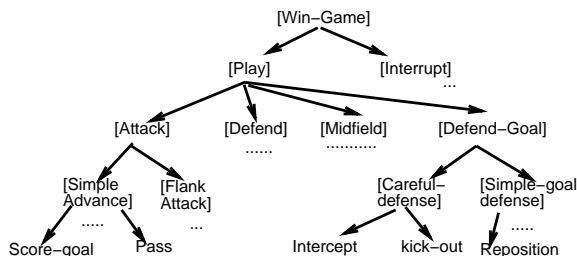 [Win–Game]
[Play]
[Interrupt]
...
[Attack]
[Defend]
[Midfield]
[Defend–Goal]
......
...........
[Simple
Advance]
[Flank
Attack]
[Careful–
defense]
[Simple–goal
defense]
.....
...
.....
Score–goal
Pass
Intercept
kick–out
Reposition